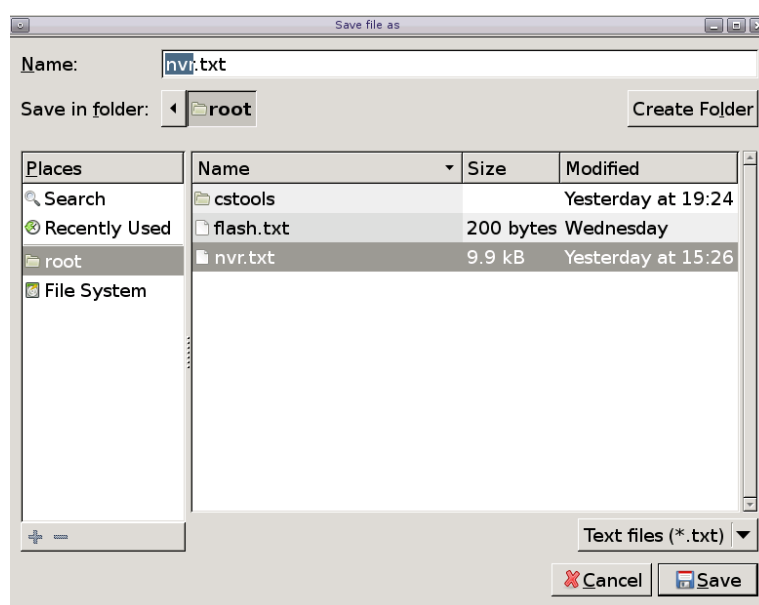 Save file as
Name: nvr.txt
Save in folder: root Create Folder
Places Name Size Modified
Search cstools Yesterday at 19:24
Recently Used flash.txt 200 bytes Wednesday
root nvr.txt 9.9 kB Yesterday at 15:26
File System
Text files (*.txt)
Cancel Save